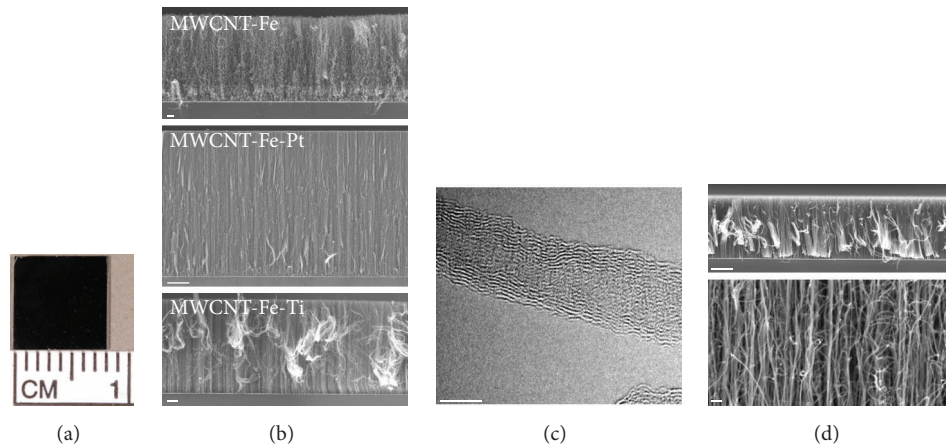 MWCNT-Fe
MWCNT-Fe-Pt
MWCNT-Fe-Ti
CM 1
(a)
(b)
(c)
(d)